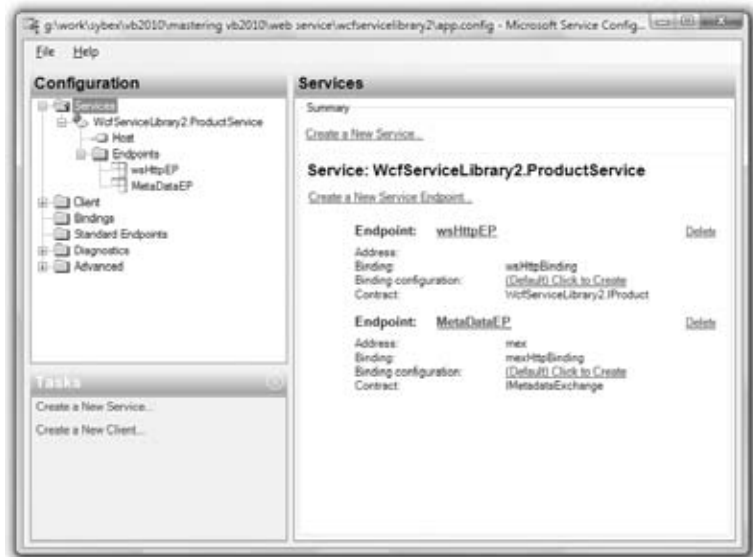 g:\work\sybex\vb2010\mastering vb2010\web service\wcfservicelibrary2\app.config - Microsoft Service Config...
File Help
Configuration
Services
WcfServiceLibrary2.ProductService
Host
Endpoints
wsHttpEP
MetaDataEP
Client
Bindings
Standard Endpoints
Diagnostics
Advanced
Tasks
Create a New Service...
Create a New Client...
Services
Summary
Create a New Service...
Service: WcfServiceLibrary2.ProductService
Create a New Service Endpoint...
Endpoint: wsHttpEP Delete
Address:
Binding: wsHttpBinding
Binding configuration: (Default) Click to Create
Contract: WcfServiceLibrary2.IProduct
Endpoint: MetaDataEP Delete
Address: mex
Binding: mexHttpBinding
Binding configuration: (Default) Click to Create
Contract: IMetadataExchange